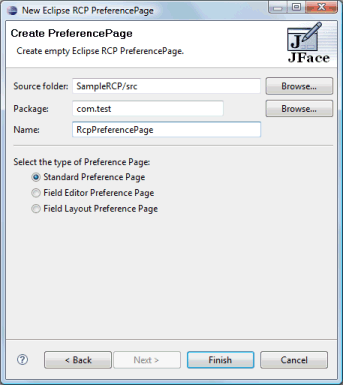 New Eclipse RCP PreferencePage
Create PreferencePage
Create empty Eclipse RCP PreferencePage.
J
JFace
Source folder: SampleRCP/src Browse...
Package: com.test Browse...
Name: RcpPreferencePage
Select the type of Preference Page:
Standard Preference Page
Field Editor Preference Page
Field Layout Preference Page
? < Back Next > Finish Cancel